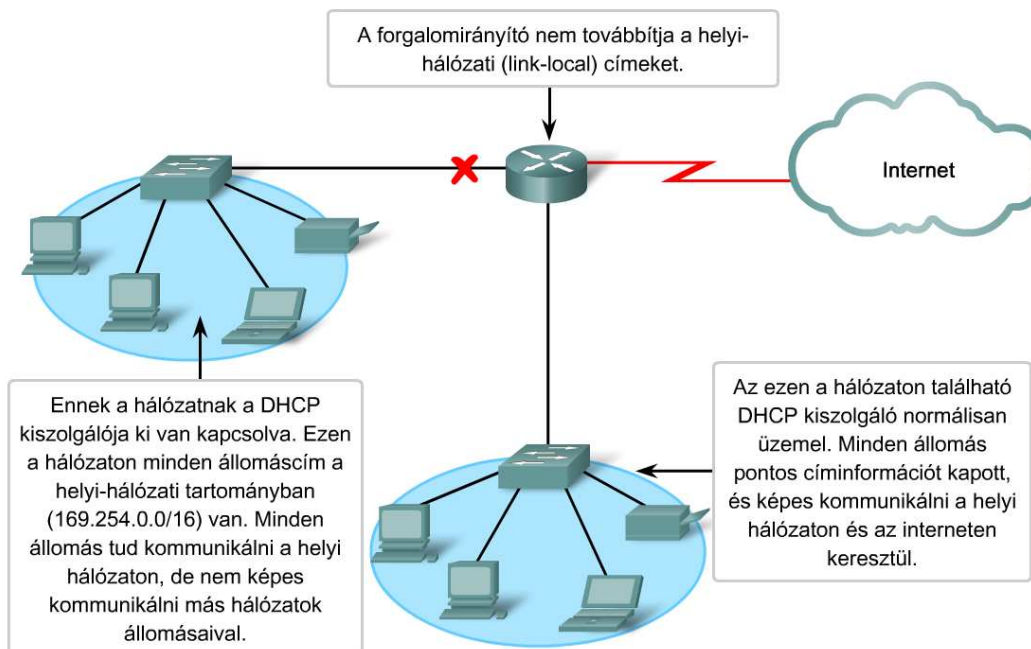 A forgalomirányító nem továbbítja a helyi-
hálózati (link-local) címeket.
Internet
Ennek a hálózatnak a DHCP
kiszolgálója ki van kapcsolva. Ezen
a hálózaton minden állomáscím a
helyi-hálózati tartományban
(169.254.0.0/16) van. Minden
állomás tud kommunikálni a helyi
hálózaton, de nem képes
kommunikálni más hálózatok
állomásaival.
Az ezen a hálózaton található
DHCP kiszolgáló normálisan
üzemel. Minden állomás
pontos címinformációt kapott,
és képes kommunikálni a helyi
hálózaton és az interneten
keresztül.